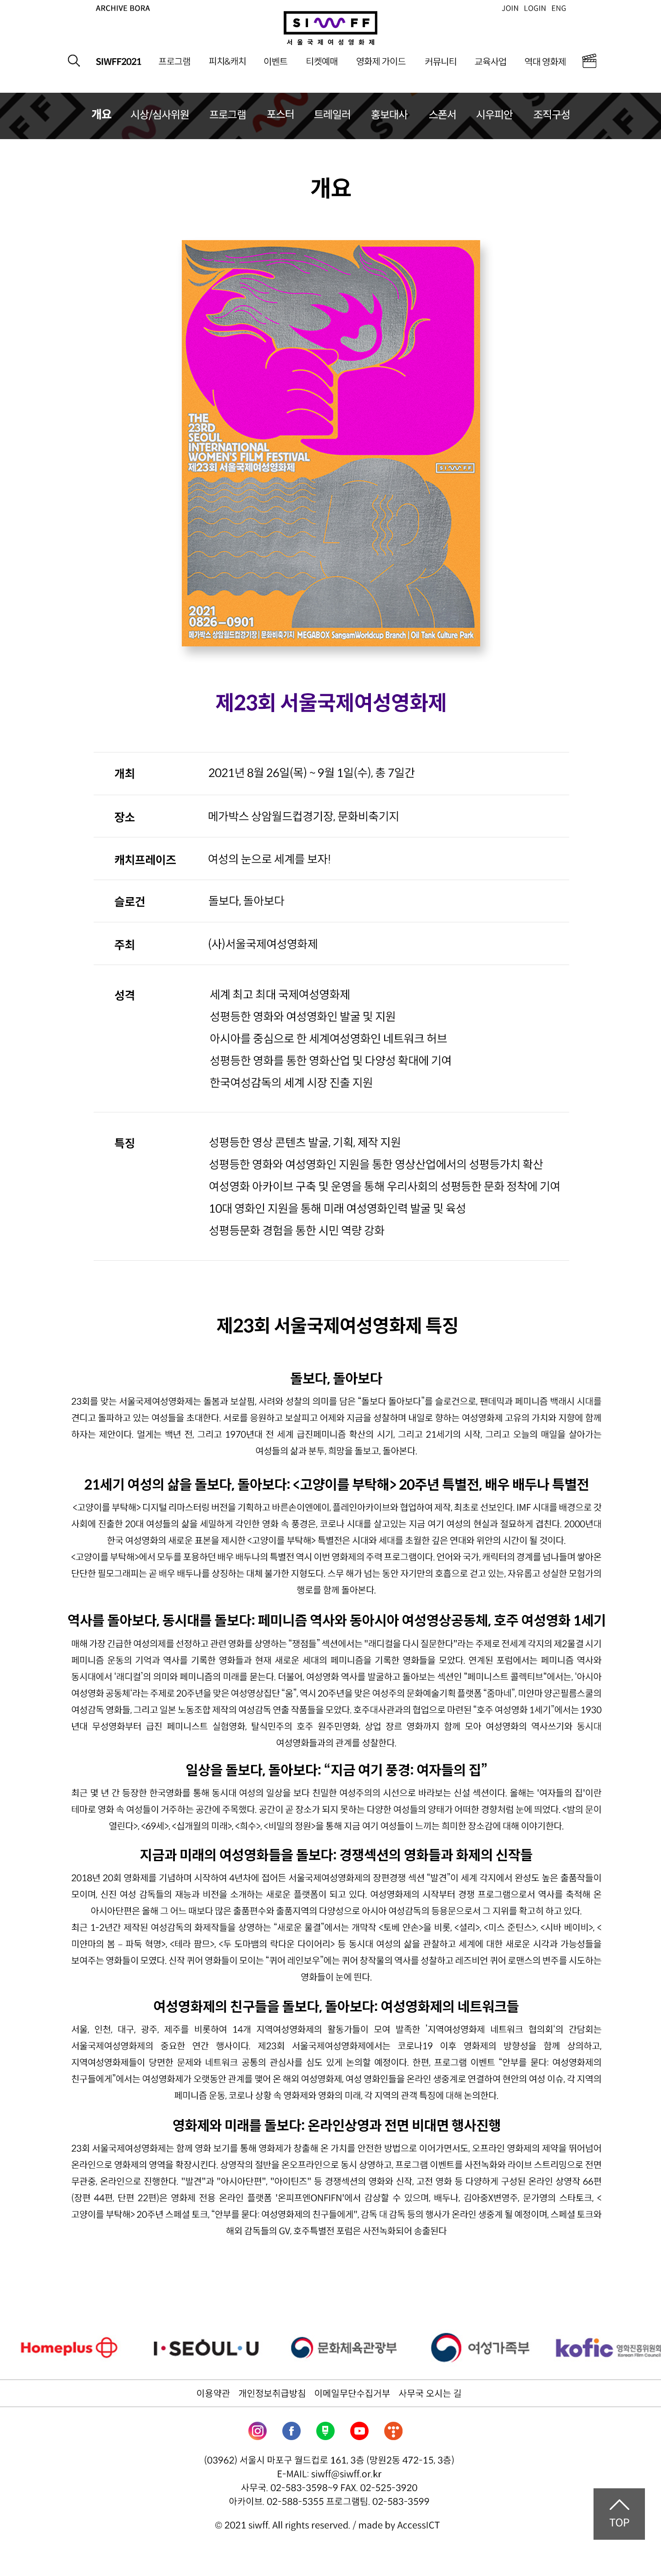 ARCHIVE BORA
JOIN LOGIN ENG
SIWFF
서울국제여성영화제
SIWFF2021 프로그램 피치&캐치 이벤트 티켓예매 영화제 가이드 커뮤니티 교육사업 역대 영화제
개요 시상/심사위원 프로그램 포스터 트레일러 홍보대사 스폰서 시우피안 조직구성
개요
THE
23RD
SEOUL
INTERNATIONAL
WOMEN'S FILM FESTIVAL
제23회 서울국제여성영화제
SIWFF
2021
0826–0901
메가박스 상암월드컵경기장 | 문화비축기지 MEGABOX SangamWorldcup Branch | Oil Tank Culture Park
제23회 서울국제여성영화제
개최 2021년 8월 26일(목) ~ 9월 1일(수), 총 7일간
장소 메가박스 상암월드컵경기장, 문화비축기지
캐치프레이즈 여성의 눈으로 세계를 보자!
슬로건 돌보다, 돌아보다
주최 (사)서울국제여성영화제
성격 세계 최고 최대 국제여성영화제
성평등한 영화와 여성영화인 발굴 및 지원
아시아를 중심으로 한 세계여성영화인 네트워크 허브
성평등한 영화를 통한 영화산업 및 다양성 확대에 기여
한국여성감독의 세계 시장 진출 지원
특징 성평등한 영상 콘텐츠 발굴, 기획, 제작 지원
성평등한 영화와 여성영화인 지원을 통한 영상산업에서의 성평등가치 확산
여성영화 아카이브 구축 및 운영을 통해 우리사회의 성평등한 문화 정착에 기여
10대 영화인 지원을 통해 미래 여성영화인력 발굴 및 육성
성평등문화 경험을 통한 시민 역량 강화
제23회 서울국제여성영화제 특징
돌보다, 돌아보다
23회를 맞는 서울국제여성영화제는 돌봄과 보살핌, 사려와 성찰의 의미를 담은 “돌보다 돌아보다”를 슬로건으로, 팬데믹과 페미니즘 백래시 시대를
견디고 돌파하고 있는 여성들을 초대한다. 서로를 응원하고 보살피고 어제와 지금을 성찰하며 내일로 향하는 여성영화제 고유의 가치와 지향에 함께
하자는 제안이다. 멀게는 백년 전, 그리고 1970년대 전 세계 급진페미니즘 확산의 시기, 그리고 21세기의 시작, 그리고 오늘의 매일을 살아가는
여성들의 삶과 분투, 희망을 돌보고, 돌아본다.
21세기 여성의 삶을 돌보다, 돌아보다: <고양이를 부탁해> 20주년 특별전, 배우 배두나 특별전
<고양이를 부탁해> 디지털 리마스터링 버전을 기획하고 바른손이앤에이, 플레인아카이브와 협업하여 제작, 최초로 선보인다. IMF 시대를 배경으로 갓
사회에 진출한 20대 여성들의 삶을 세밀하게 각인한 영화 속 풍경은, 코로나 시대를 살고있는 지금 여기 여성의 현실과 절묘하게 겹친다. 2000년대
한국 여성영화의 새로운 표본을 제시한 <고양이를 부탁해> 특별전은 시대와 세대를 초월한 깊은 연대와 위안의 시간이 될 것이다.
<고양이를 부탁해>에서 모두를 포용하던 배우 배두나의 특별전 역시 이번 영화제의 주력 프로그램이다. 언어와 국가, 캐릭터의 경계를 넘나들며 쌓아온
단단한 필모그래피는 곧 배우 배두나를 상징하는 대체 불가한 지형도다. 스무 해가 넘는 동안 자기만의 호흡으로 걷고 있는, 자유롭고 성실한 모험가의
행로를 함께 돌아본다.
역사를 돌아보다, 동시대를 돌보다: 페미니즘 역사와 동아시아 여성영상공동체, 호주 여성영화 1세기
매해 가장 긴급한 여성의제를 선정하고 관련 영화를 상영하는 “쟁점들” 섹션에서는 "래디컬을 다시 질문한다"라는 주제로 전세계 각지의 제2물결 시기
페미니즘 운동의 기억과 역사를 기록한 영화들과 현재 새로운 세대의 페미니즘을 기록한 영화들을 모았다. 연계된 포럼에서는 페미니즘 역사와
동시대에서 ‘래디컬’의 의미와 페미니즘의 미래를 묻는다. 더불어, 여성영화 역사를 발굴하고 돌아보는 섹션인 “페미니스트 콜렉티브”에서는, ‘아시아
여성영화 공동체’라는 주제로 20주년을 맞은 여성영상집단 “움”, 역시 20주년을 맞은 여성주의 문화예술기획 플랫폼 “줌마네”, 미얀마 양곤필름스쿨의
여성감독 영화들, 그리고 일본 노동조합 제작의 여성감독 연출 작품들을 모았다. 호주대사관과의 협업으로 마련된 “호주 여성영화 1세기”에서는 1930
년대 무성영화부터 급진 페미니스트 실험영화, 탈식민주의 호주 원주민영화, 상업 장르 영화까지 함께 모아 여성영화의 역사쓰기와 동시대
여성영화들과의 관계를 성찰한다.
일상을 돌보다, 돌아보다: “지금 여기 풍경: 여자들의 집”
최근 몇 년 간 등장한 한국영화를 통해 동시대 여성의 일상을 보다 친밀한 여성주의의 시선으로 바라보는 신설 섹션이다. 올해는 '여자들의 집'이란
테마로 영화 속 여성들이 거주하는 공간에 주목했다. 공간이 곧 장소가 되지 못하는 다양한 여성들의 양태가 어떠한 경향처럼 눈에 띄었다. <밤의 문이
열린다>, <69세>, <십개월의 미래>, <희수>, <비밀의 정원>을 통해 지금 여기 여성들이 느끼는 희미한 장소감에 대해 이야기한다.
지금과 미래의 여성영화들을 돌보다: 경쟁섹션의 영화들과 화제의 신작들
2018년 20회 영화제를 기념하며 시작하여 4년차에 접어든 서울국제여성영화제의 장편경쟁 섹션 “발견”이 세계 각지에서 완성도 높은 출품작들이
모이며, 신진 여성 감독들의 재능과 비전을 소개하는 새로운 플랫폼이 되고 있다. 여성영화제의 시작부터 경쟁 프로그램으로서 역사를 축적해 온
아시아단편은 올해 그 어느 때보다 많은 출품편수와 출품지역의 다양성으로 아시아 여성감독의 등용문으로서 그 지위를 확고히 하고 있다.
최근 1-2년간 제작된 여성감독의 화제작들을 상영하는 “새로운 물결”에서는 개막작 <토베 얀손>을 비롯, <셜리>, <미스 준틴스>, <시바 베이비>, <
미얀마의 봄 – 파둑 혁명>, <테라 팜므>, <두 도마뱀의 락다운 다이어리> 등 동시대 여성의 삶을 관찰하고 세계에 대한 새로운 시각과 가능성들을
보여주는 영화들이 모였다. 신작 퀴어 영화들이 모이는 “퀴어 레인보우”에는 퀴어 창작물의 역사를 성찰하고 레즈비언 퀴어 로맨스의 변주를 시도하는
영화들이 눈에 띈다.
여성영화제의 친구들을 돌보다, 돌아보다: 여성영화제의 네트워크들
서울, 인천, 대구, 광주, 제주를 비롯하여 14개 지역여성영화제의 활동가들이 모여 발족한 ’지역여성영화제 네트워크 협의회’의 간담회는
서울국제여성영화제의 중요한 연간 행사이다. 제23회 서울국제여성영화제에서는 코로나19 이후 영화제의 방향성을 함께 상의하고,
지역여성영화제들이 당면한 문제와 네트워크 공통의 관심사를 심도 있게 논의할 예정이다. 한편, 프로그램 이벤트 “안부를 묻다: 여성영화제의
친구들에게”에서는 여성영화제가 오랫동안 관계를 맺어 온 해외 여성영화제, 여성 영화인들을 온라인 생중계로 연결하여 현안의 여성 이슈, 각 지역의
페미니즘 운동, 코로나 상황 속 영화제와 영화의 미래, 각 지역의 관객 특징에 대해 논의한다.
영화제와 미래를 돌보다: 온라인상영과 전면 비대면 행사진행
23회 서울국제여성영화제는 함께 영화 보기를 통해 영화제가 창출해 온 가치를 안전한 방법으로 이어가면서도, 오프라인 영화제의 제약을 뛰어넘어
온라인으로 영화제의 영역을 확장시킨다. 상영작의 절반을 온오프라인으로 동시 상영하고, 프로그램 이벤트를 사전녹화와 라이브 스트리밍으로 전면
무관중, 온라인으로 진행한다. "발견"과 "아시아단편", "아이틴즈" 등 경쟁섹션의 영화와 신작, 고전 영화 등 다양하게 구성된 온라인 상영작 66편
(장편 44편, 단편 22편)은 영화제 전용 온라인 플랫폼 '온피프엔ONFIFN'에서 감상할 수 있으며, 배두나, 김아중X변영주, 문가영의 스타토크, <
고양이를 부탁해> 20주년 스페셜 토크, “안부를 묻다: 여성영화제의 친구들에게", 감독 대 감독 등의 행사가 온라인 생중계 될 예정이며, 스페셜 토크와
해외 감독들의 GV, 호주특별전 포럼은 사전녹화되어 송출된다
Homeplus I·SEOUL·U 문화체육관광부 여성가족부 kofic 영화진흥위원회
Korean Film Council
이용약관 개인정보취급방침 이메일무단수집거부 사무국 오시는 길
(03962) 서울시 마포구 월드컵로 161, 3층 (망원2동 472-15, 3층)
E-MAIL: siwff@siwff.or.kr
사무국. 02-583-3598~9 FAX. 02-525-3920
아카이브. 02-588-5355 프로그램팀. 02-583-3599
© 2021 siwff. All rights reserved. / made by AccessICT
TOP